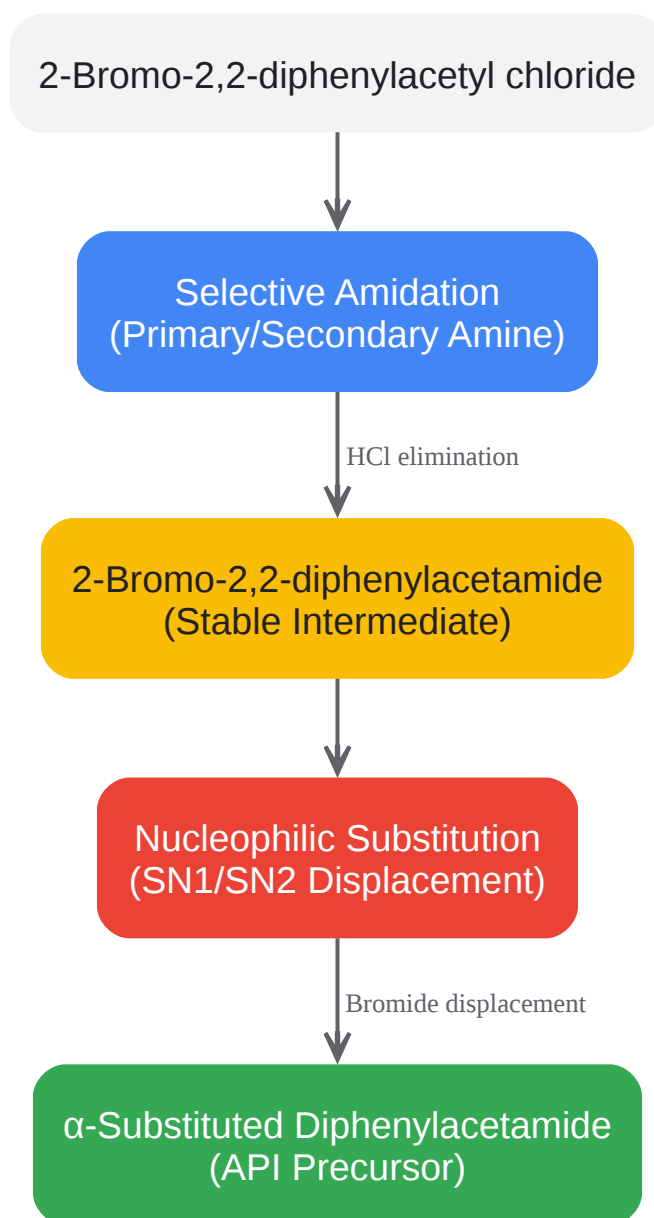 2-Bromo-2,2-diphenylacetyl chloride
Selective Amidation
(Primary/Secondary Amine)
HCl elimination
2-Bromo-2,2-diphenylacetamide
(Stable Intermediate)
Nucleophilic Substitution
(SN1/SN2 Displacement)
Bromide displacement
α-Substituted Diphenylacetamide
(API Precursor)